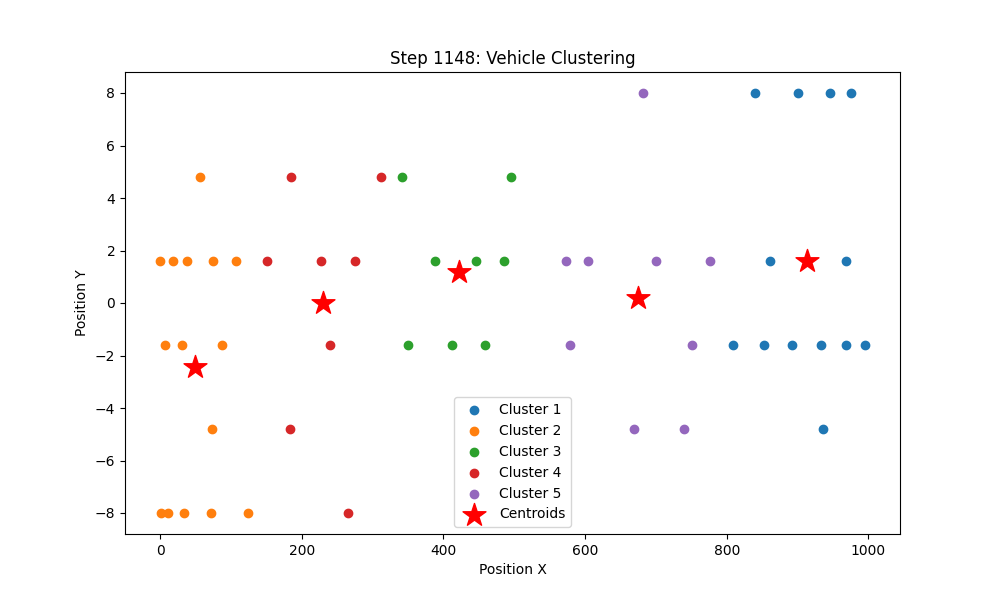 Step 1148: Vehicle Clustering
Position Y
8
6
4
2
0
−2
−4
−6
−8
Cluster 1
Cluster 2
Cluster 3
Cluster 4
Cluster 5
Centroids
0
200
400
600
800
1000
Position X